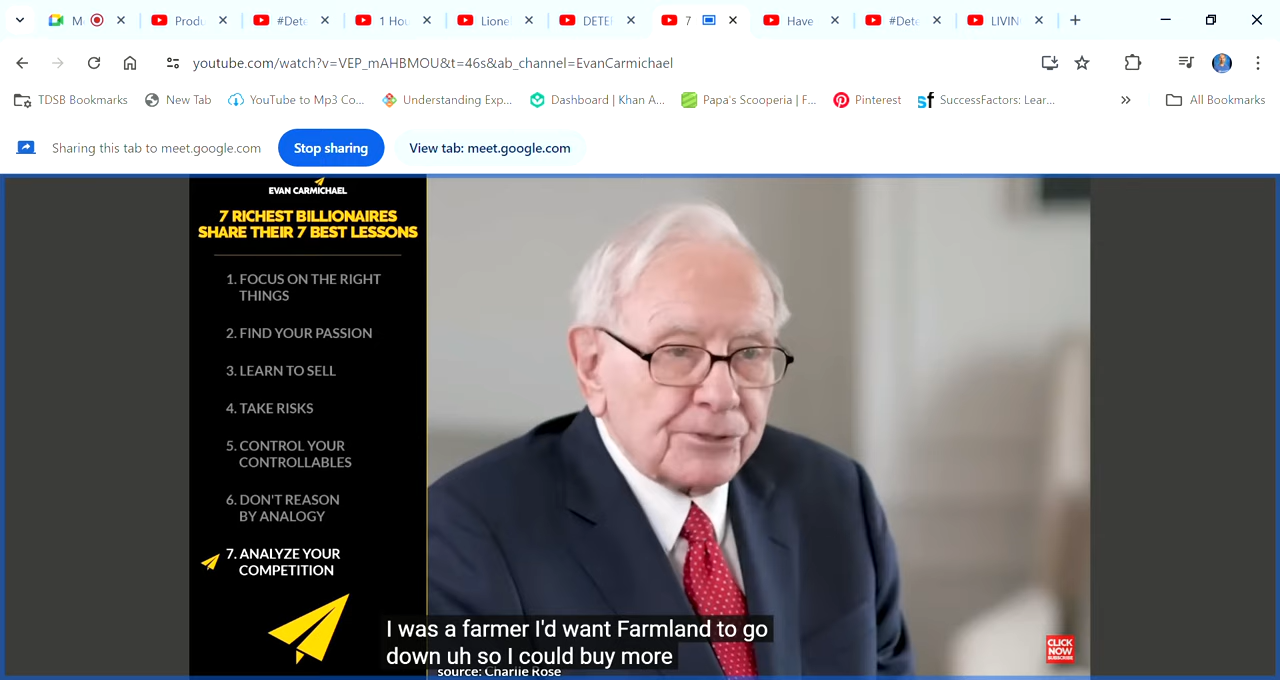 M
Produ
#Dete
1 Hou
Lione
DETE
7
Have
#Dete
LIVIN
youtube.com/watch?v=VEP_mAHBMOU&t=46s&ab_channel=EvanCarmichael
TDSB Bookmarks
New Tab
YouTube to Mp3 Co...
Understanding Exp...
Dashboard | Khan A...
Papa's Scooperia | F...
Pinterest
sf
SuccessFactors: Lear...
All Bookmarks
Sharing this tab to meet.google.com
Stop sharing
View tab: meet.google.com
EVAN CARMICHAEL
7 RICHEST BILLIONAIRES
SHARE THEIR 7 BEST LESSONS
1. FOCUS ON THE RIGHT
THINGS
2. FIND YOUR PASSION
3. LEARN TO SELL
4. TAKE RISKS
5. CONTROL YOUR
CONTROLLABLES
6. DON'T REASON
BY ANALOGY
7. ANALYZE YOUR
COMPETITION
I was a farmer I'd want Farmland to go
down uh so I could buy more
source: Charlie Rose
CLICK
NOW
SUBSCRIBE